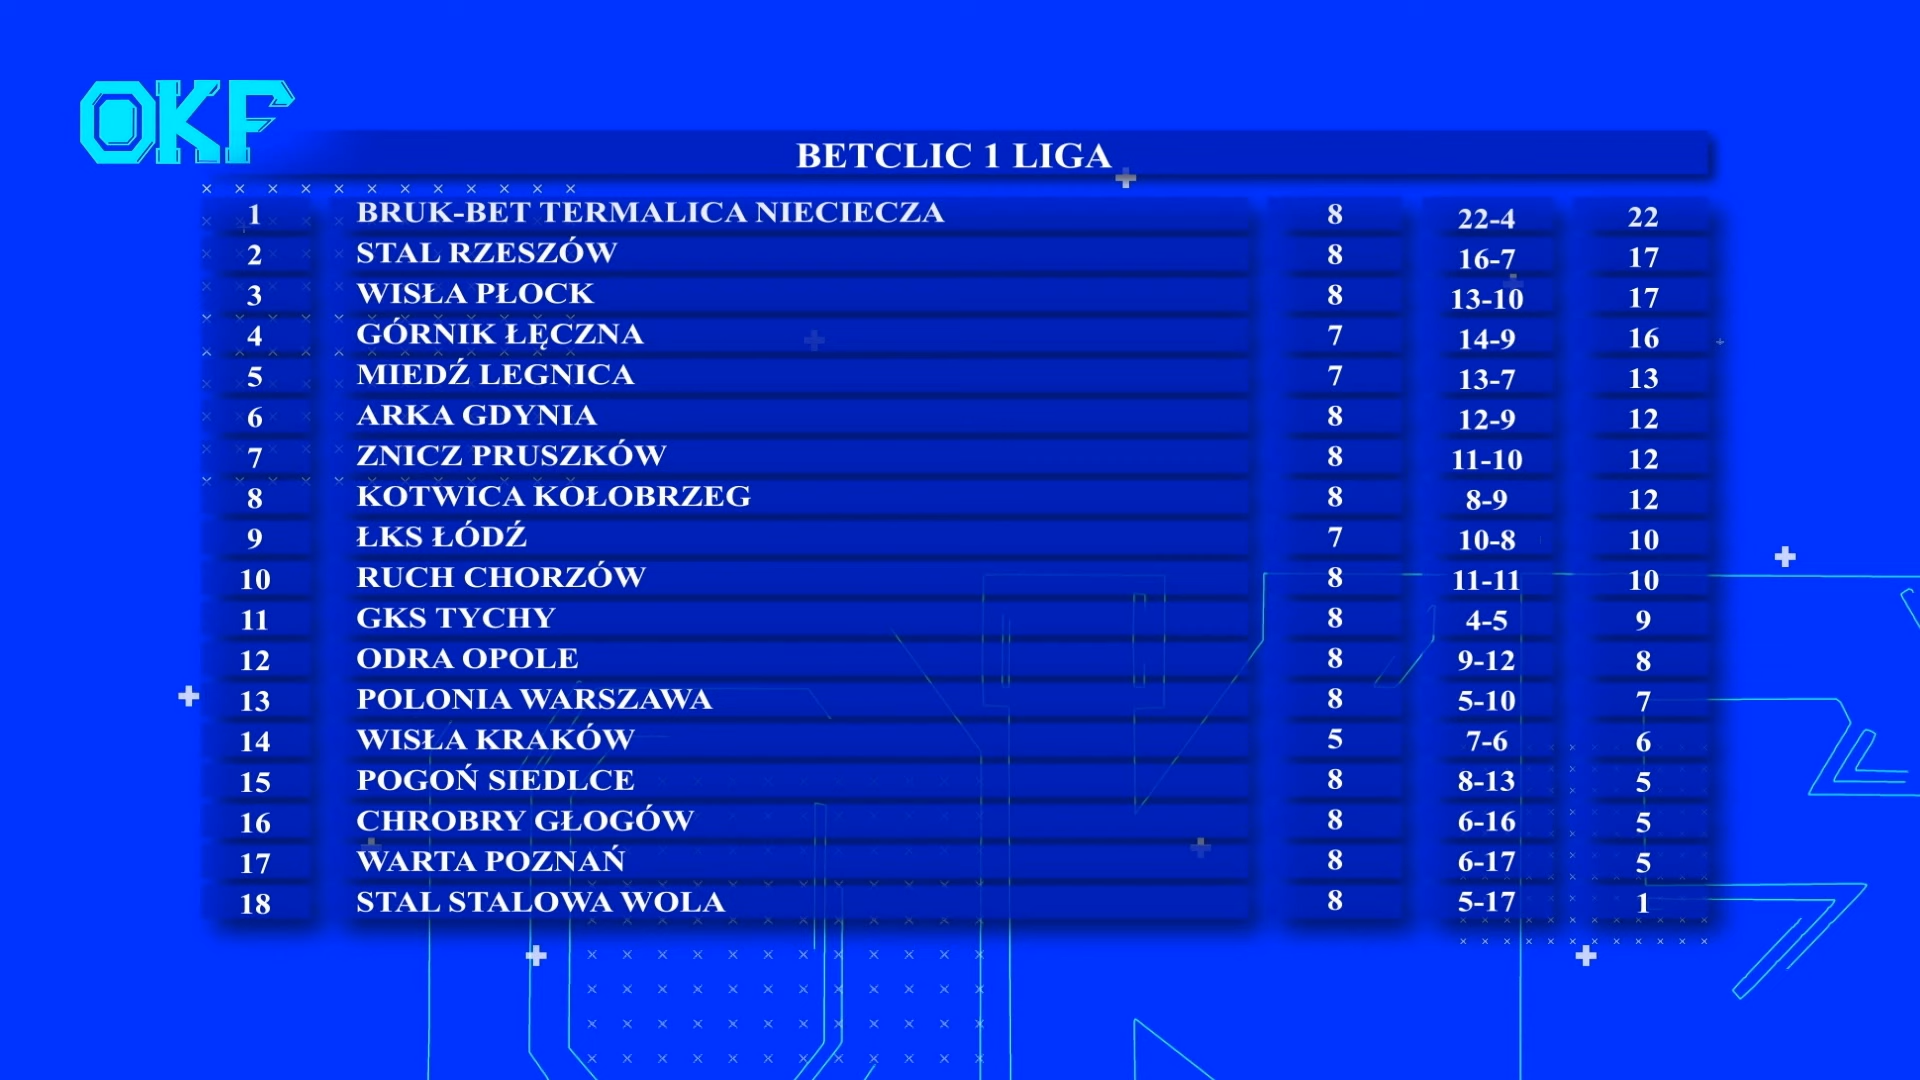 OKF
BETCLIC 1 LIGA
1 BRUK-BET TERMALICA NIECIECZA 8 22-4 22
2 STAL RZESZÓW 8 16-7 17
3 WISŁA PŁOCK 8 13-10 17
4 GÓRNIK ŁĘCZNA 7 14-9 16
5 MIEDŹ LEGNICA 7 13-7 13
6 ARKA GDYNIA 8 12-9 12
7 ZNICZ PRUSZKÓW 8 11-10 12
8 KOTWICA KOŁOBRZEG 8 8-9 12
9 ŁKS ŁÓDŹ 7 10-8 10
10 RUCH CHORZÓW 8 11-11 10
11 GKS TYCHY 8 4-5 9
12 ODRA OPOLE 8 9-12 8
13 POLONIA WARSZAWA 8 5-10 7
14 WISŁA KRAKÓW 5 7-6 6
15 POGOŃ SIEDLCE 8 8-13 5
16 CHROBRY GŁOGÓW 8 6-16 5
17 WARTA POZNAŃ 8 6-17 5
18 STAL STALOWA WOLA 8 5-17 1